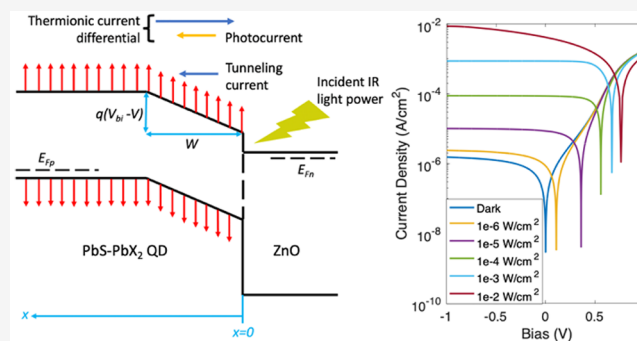 Thermionic current
differential
Photocurrent
Tunneling
current
Incident IR
light power
q(Vbi -V)
W
EFp
EFn
PbS-PbX2 QD
ZnO
x
x=0
Current Density (A/cm2)
10-2
10-4
10-6
10-8
10-10
Dark
1e-6 W/cm2
1e-5 W/cm2
1e-4 W/cm2
1e-3 W/cm2
1e-2 W/cm2
-1
-0.5
0
0.5
Bias (V)